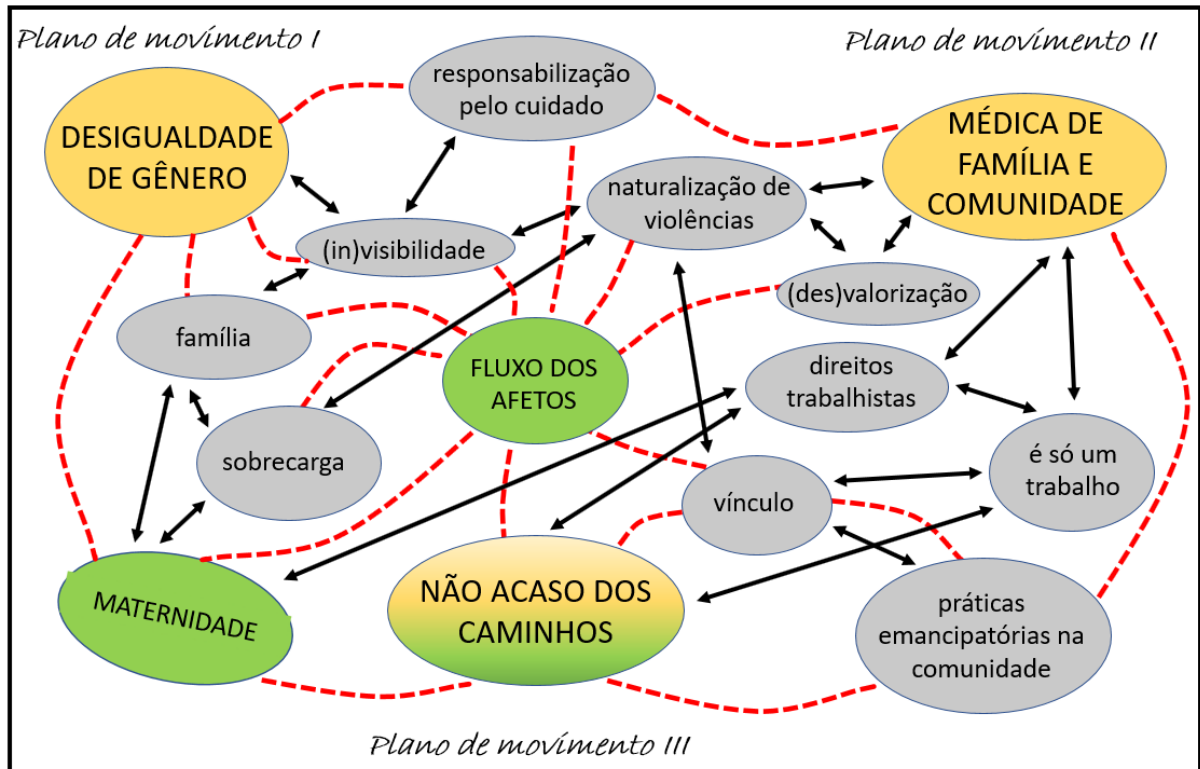 Plano de movimento I
Plano de movimento II
responsabilização
pelo cuidado
DESIGUALDADE
DE GÊNERO
MÉDICA DE
FAMÍLIA E
COMUNIDADE
naturalização de
violências
(in)visibilidade
(des)valorização
família
FLUXO DOS
AFETOS
direitos
trabalhistas
sobrecarga
é só um
trabalho
vínculo
MATERNIDADE
NÃO ACASO DOS
CAMINHOS
práticas
emancipatórias na
comunidade
Plano de movimento III